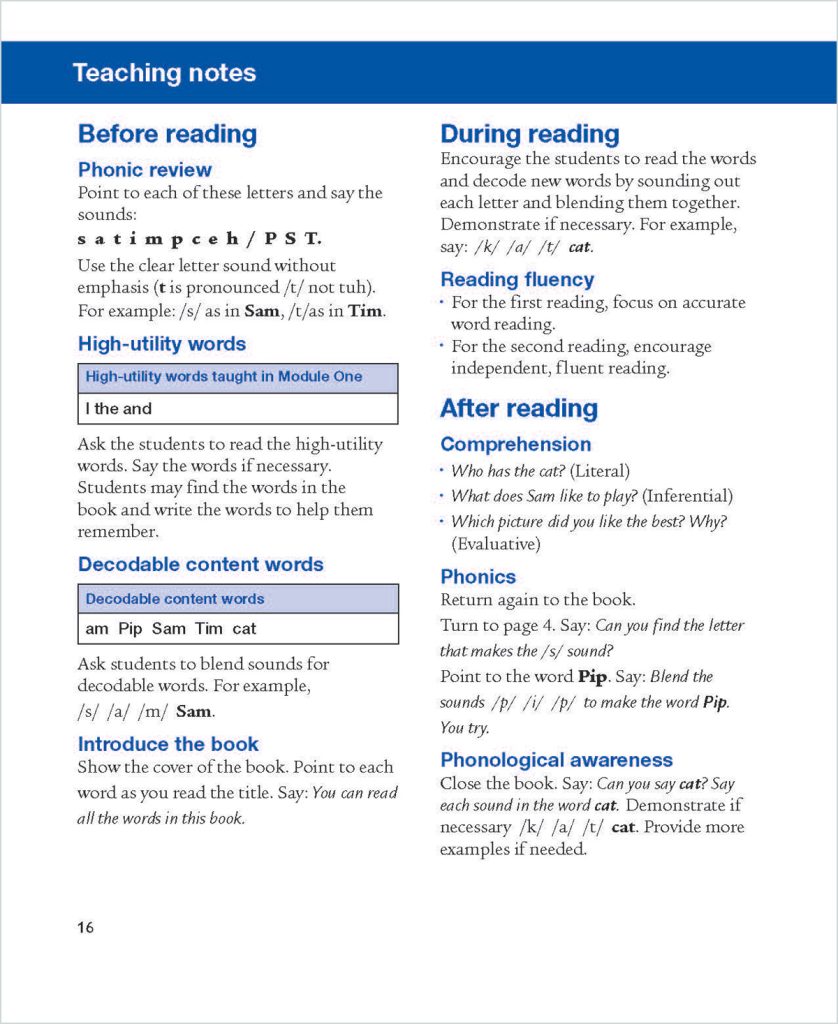 Teaching notes
Before reading
Phonic review
Point to each of these letters and say the
sounds:
s a t i m p c e h / P S T.
Use the clear letter sound without
emphasis (t is pronounced /t/ not tuh).
For example: /s/ as in Sam, /t/as in Tim.
High-utility words
High-utility words taught in Module One
I the and
Ask the students to read the high-utility
words. Say the words if necessary.
Students may find the words in the
book and write the words to help them
remember.
Decodable content words
Decodable content words
am Pip Sam Tim cat
Ask students to blend sounds for
decodable words. For example,
/s/ /a/ /m/ Sam.
Introduce the book
Show the cover of the book. Point to each
word as you read the title. Say: You can read
all the words in this book.
During reading
Encourage the students to read the words
and decode new words by sounding out
each letter and blending them together.
Demonstrate if necessary. For example,
say: /k/ /a/ /t/ cat.
Reading fluency
• For the first reading, focus on accurate
word reading.
• For the second reading, encourage
independent, fluent reading.
After reading
Comprehension
• Who has the cat? (Literal)
• What does Sam like to play? (Inferential)
• Which picture did you like the best? Why?
(Evaluative)
Phonics
Return again to the book.
Turn to page 4. Say: Can you find the letter
that makes the /s/ sound?
Point to the word Pip. Say: Blend the
sounds /p/ /i/ /p/ to make the word Pip.
You try.
Phonological awareness
Close the book. Say: Can you say cat? Say
each sound in the word cat. Demonstrate if
necessary /k/ /a/ /t/ cat. Provide more
examples if needed.
16